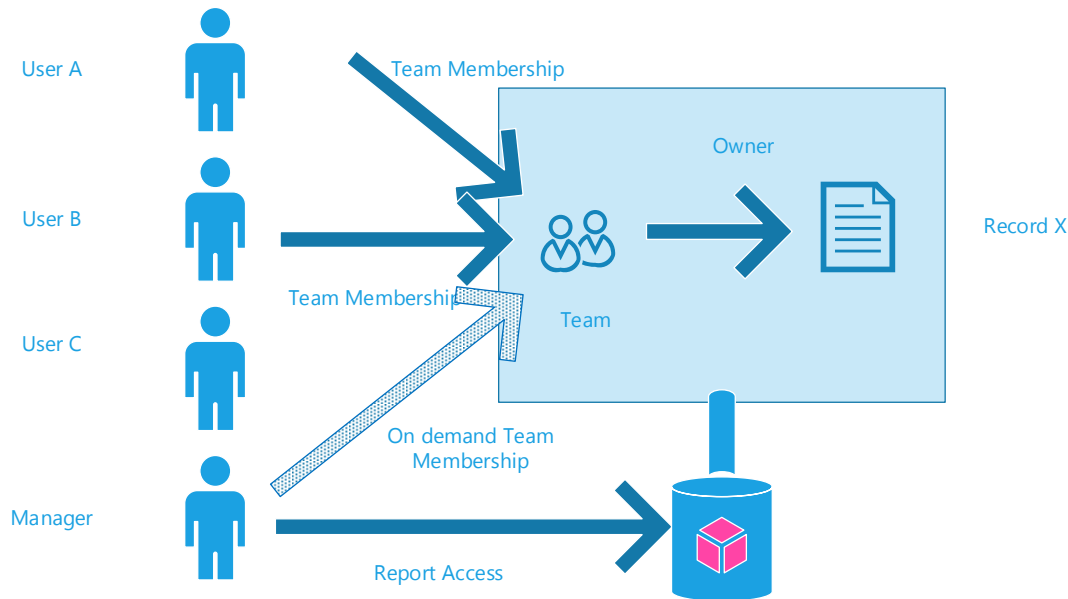 User A
Team Membership
Owner
User B
Record X
Team Membership
Team
User C
On demand Team
Membership
Manager
Report Access